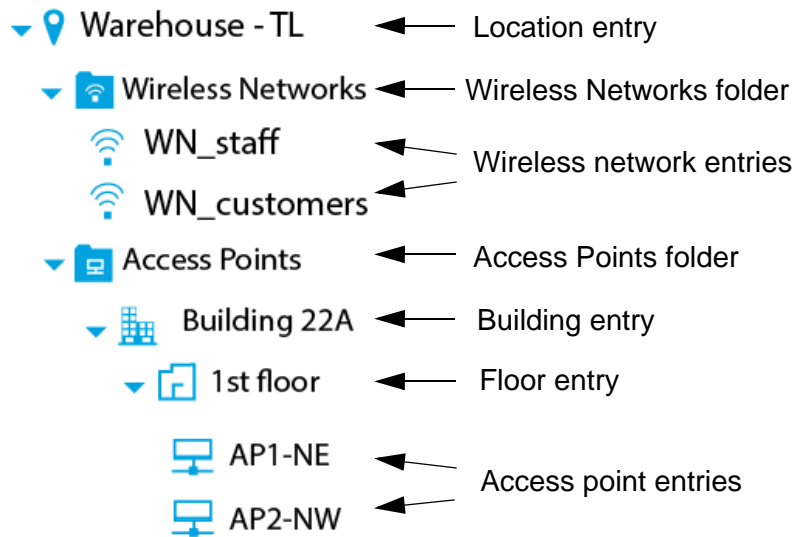 Warehouse - TL Location entry
Wireless Networks Wireless Networks folder
WN_staff
Wireless network entries
WN_customers
Access Points Access Points folder
Building 22A Building entry
1st floor Floor entry
AP1-NE
Access point entries
AP2-NW